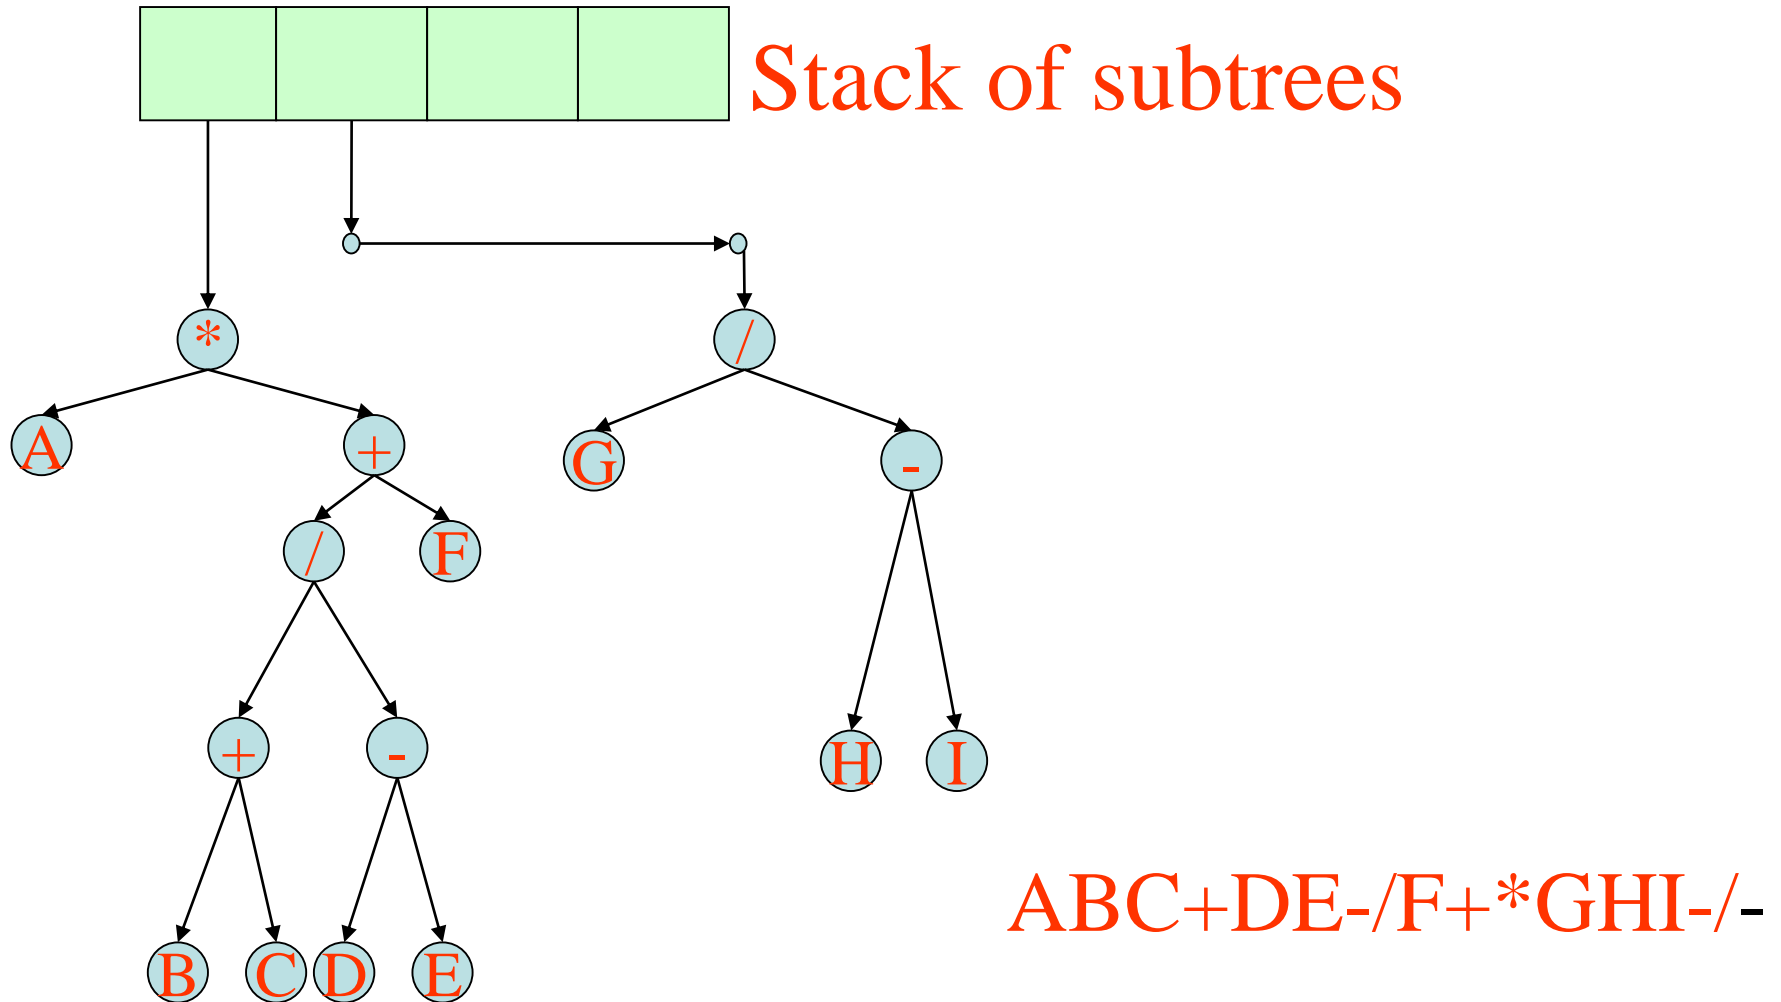 Stack of subtrees
*
/
A
+
G
-
/
F
+
-
H
I
B
C
D
E
ABC+DE-/F+*GHI-/-